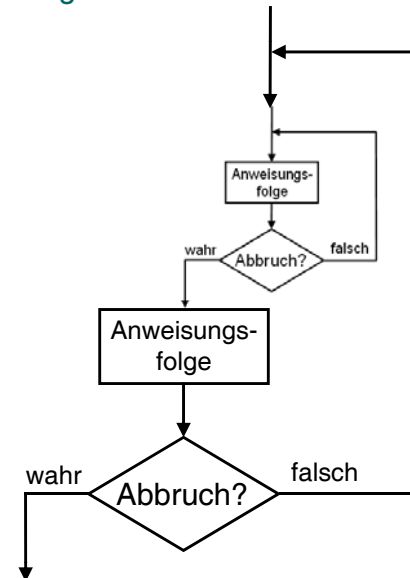 Anweisungs-
folge
wahr
Abbruch?
falsch
Anweisungs-
folge
wahr
Abbruch?
falsch